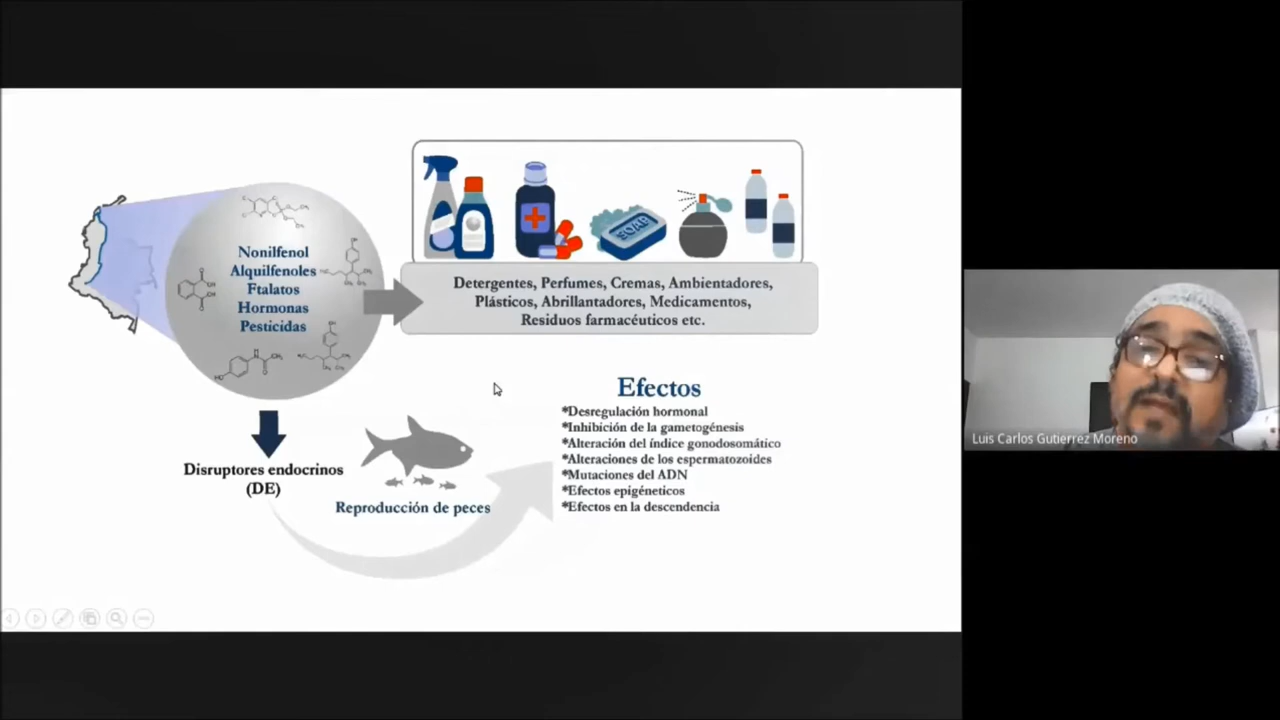 Nonilfenol
Alquilfenoles
Ftalatos
Hormonas
Pesticidas
SOAP
Detergentes, Perfumes, Cremas, Ambientadores,
Plásticos, Abrillantadores, Medicamentos,
Residuos farmacéuticos etc.
Disruptores endocrinos
(DE)
Reproducción de peces
Efectos
*Desregulación hormonal
*Inhibición de la gametogénesis
*Alteración del índice gonodosomático
*Alteraciones de los espermatozoides
*Mutaciones del ADN
*Efectos epigéneticos
*Efectos en la descendencia
Luis Carlos Gutierrez Moreno